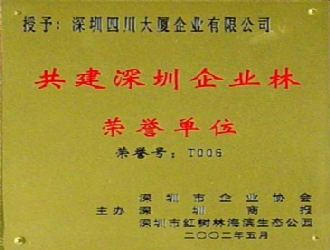 授予：深圳四川大厦企业有限公司
共建深圳企业林
荣誉单位
荣誉号：T006
深圳市企业协会
主办 深圳商报
深圳市红树林海滨生态公园
二〇〇二年五月